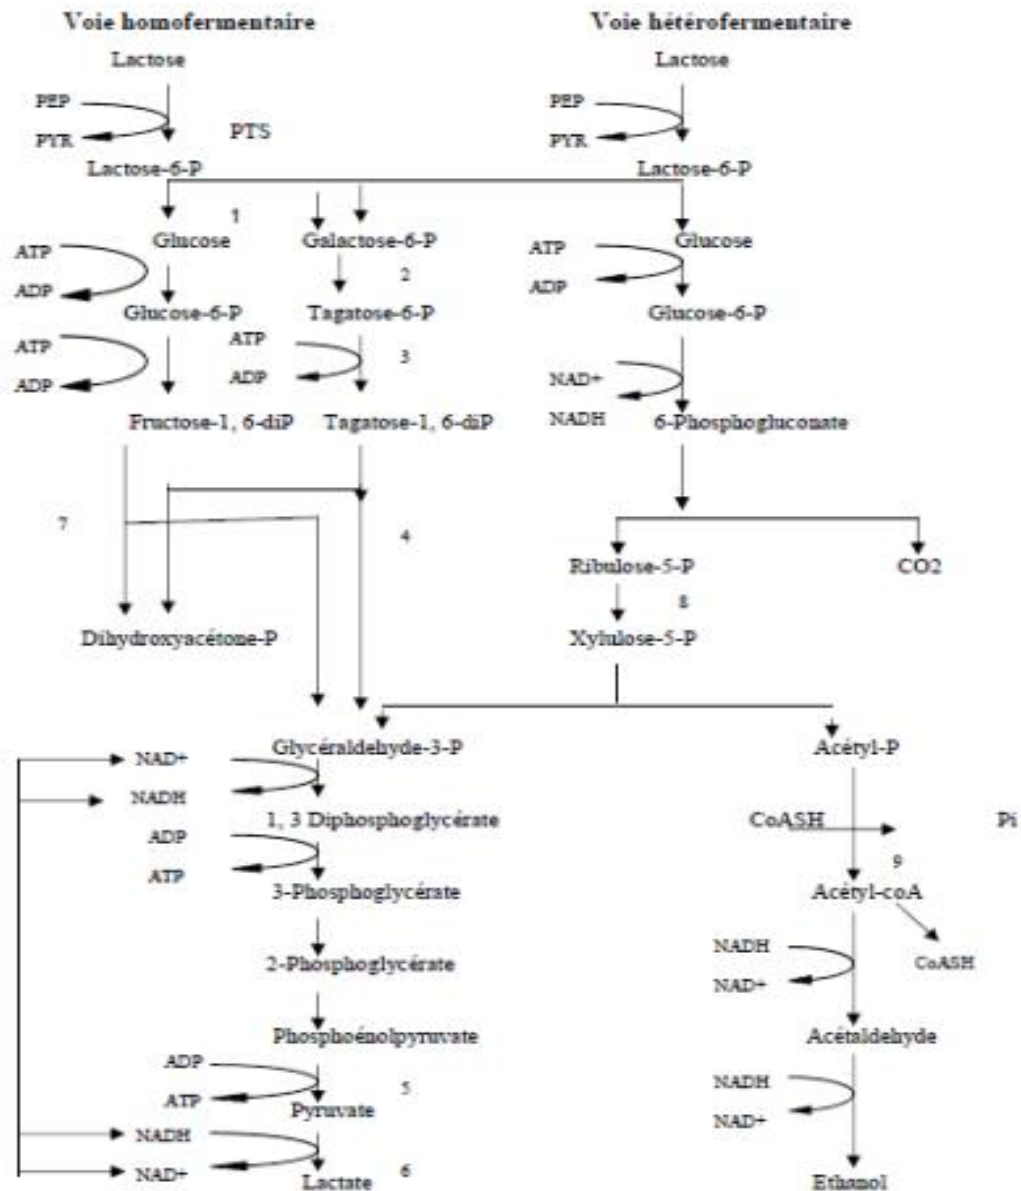 Voie homofermentaire Voie hétérofermentaire
Lactose Lactose
PEP PEP
PTS
PYR PYR
Lactose-6-P Lactose-6-P
1
Glucose Galactose-6-P Glucose
ATP ATP
2
ADP ADP
Glucose-6-P Tagatose-6-P Glucose-6-P
ATP ATP
3
ADP ADP NAD+
Fructose-1, 6-diP Tagatose-1, 6-diP NADH 6-Phosphogluconate
7 4
Ribulose-5-P CO2
8
Dihydroxyacétone-P Xylulose-5-P
Glycéraldehyde-3-P Acétyl-P
NAD+
NADH
1, 3 Diphosphoglycérate CoASH Pi
ADP
9
ATP
3-Phosphoglycérate Acétyl-coA
NADH
2-Phosphoglycérate CoASH
NAD+
Phosphoénolpyruvate Acétaldehyde
ADP
5 NADH
ATP
Pyruvate NAD+
NADH
NAD+ 6
Lactate Ethanol